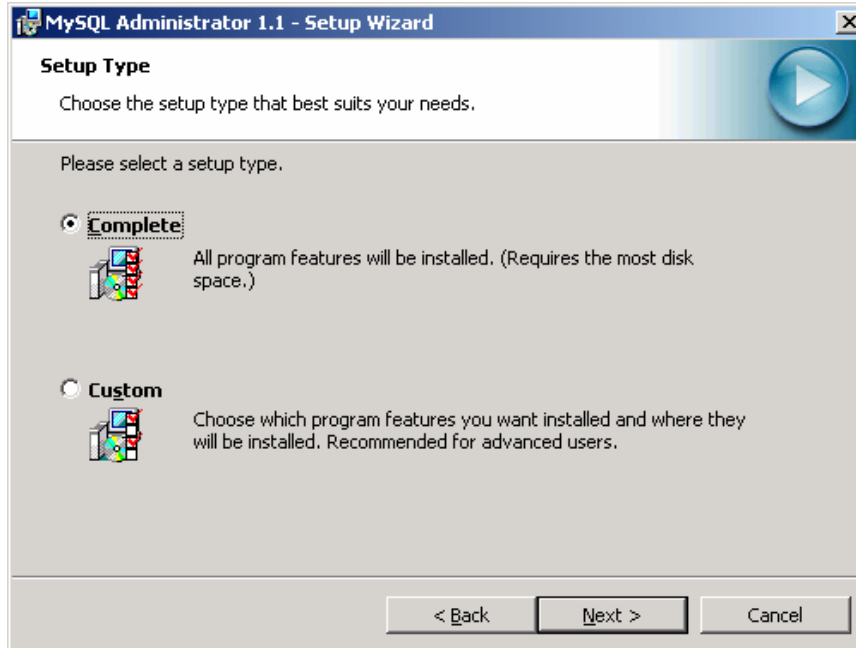 MySQL Administrator 1.1 - Setup Wizard
Setup Type
Choose the setup type that best suits your needs.
Please select a setup type.
Complete
All program features will be installed. (Requires the most disk
space.)
Custom
Choose which program features you want installed and where they
will be installed. Recommended for advanced users.
< Back
Next >
Cancel